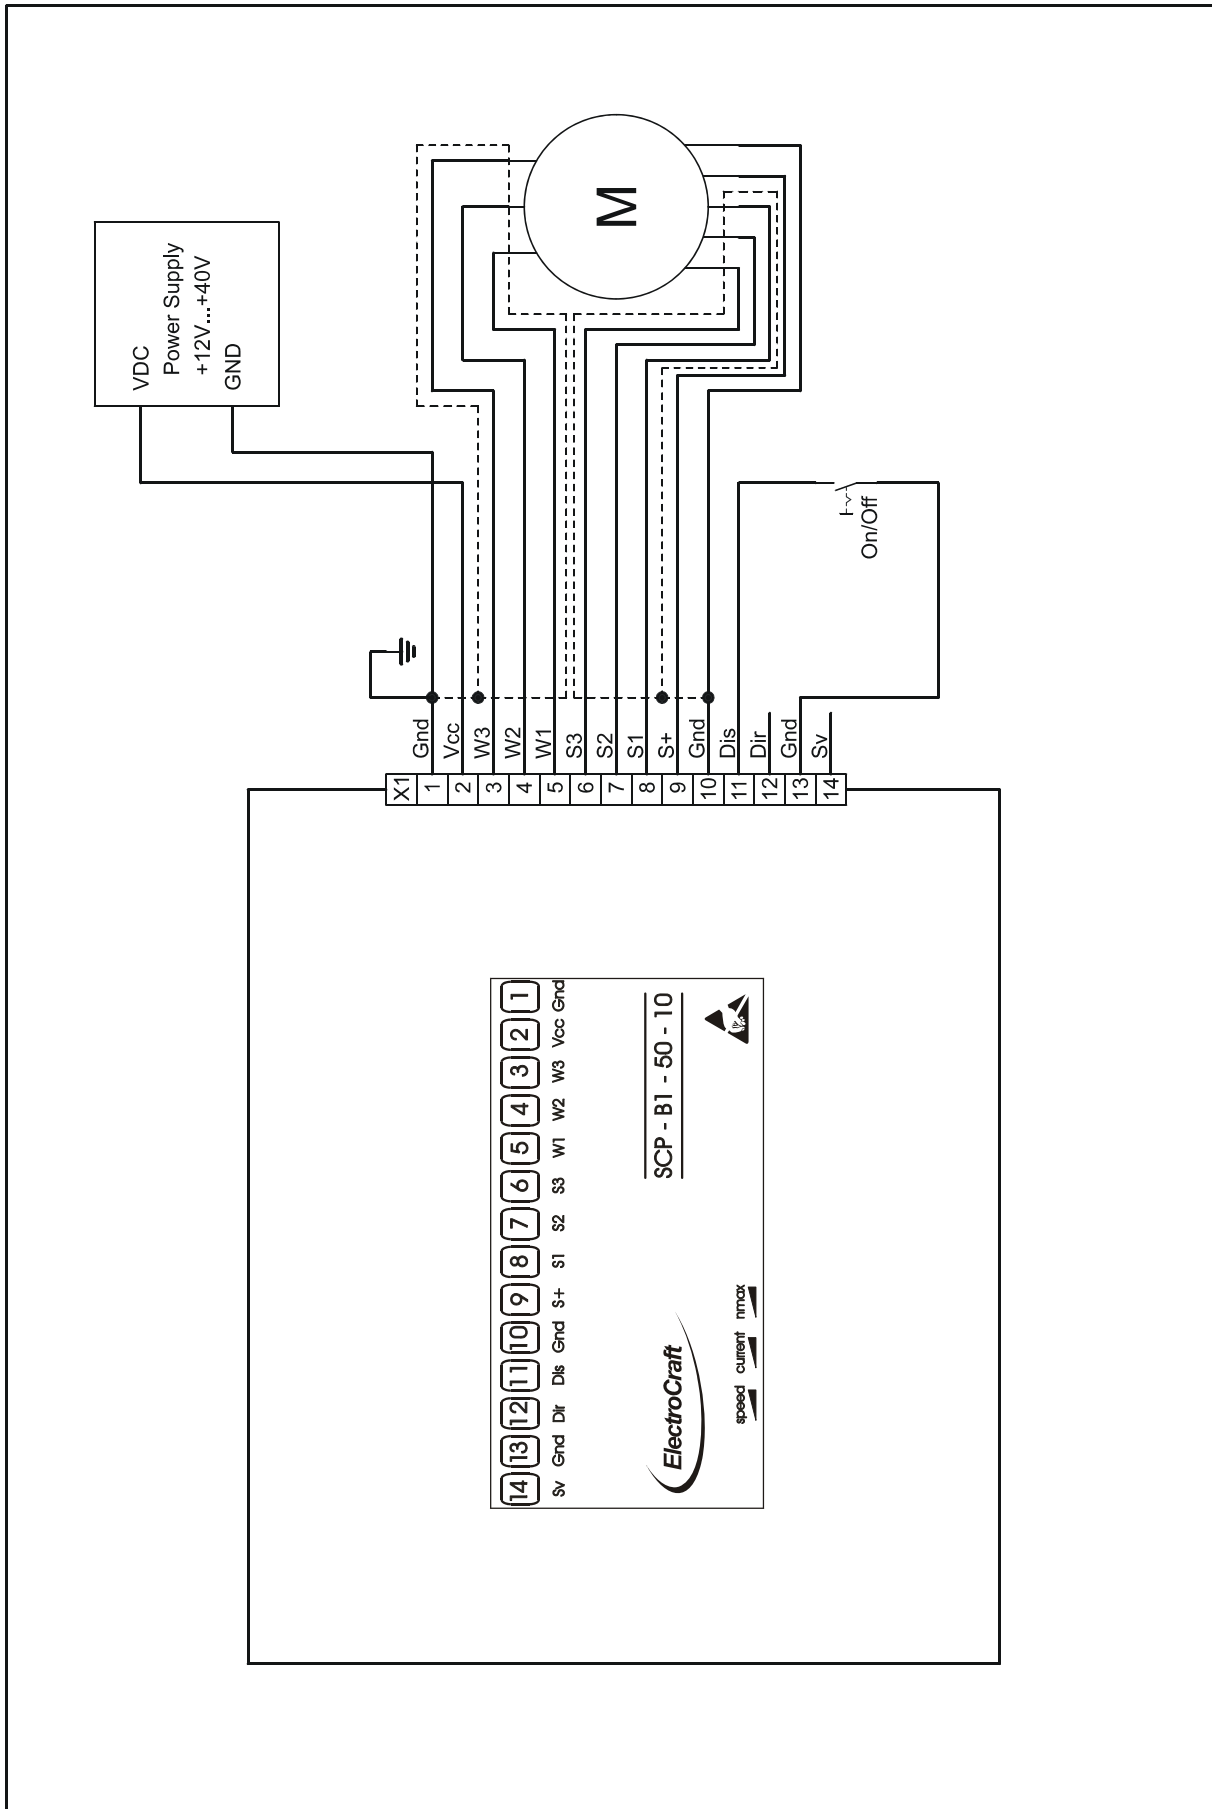 VDC
Power Supply
+12V...+40V
GND
M
On/Off
Gnd
Vcc
W3
W2
W1
S3
S2
S1
S+
Gnd
Dis
Dir
Gnd
Sv
X1
1
2
3
4
5
6
7
8
9
10
11
12
13
14
14 13 12 11 10 9 8 7 6 5 4 3 2 1
Sv Gnd Dir Dis Gnd S+ S1 S2 S3 W1 W2 W3 Vcc Gnd
ElectroCraft
SCP - B1 - 50 - 10
speed current nmax